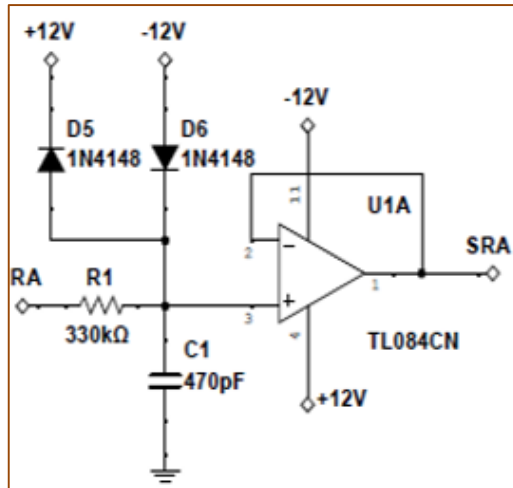 +12V -12V
D5 D6
1N4148 1N4148
-12V
11
U1A
2
SRA
1
RA R1
330kΩ
3
TL084CN
4
C1
470pF
+12V